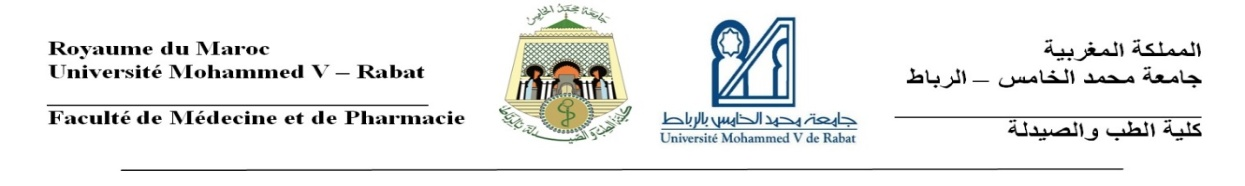 Royaume du Maroc
Université Mohammed V – Rabat
Faculté de Médecine et de Pharmacie
جامعة محمد الخامس بالرباط
Université Mohammed V de Rabat
المملكة المغربية
جامعة محمد الخامس – الرباط
كلية الطب والصيدلة